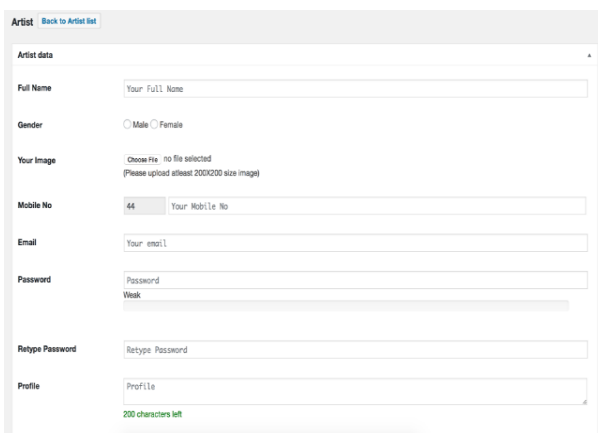 Artist Back to Artist list
Artist data
Full Name Your Full Name
Gender Male Female
Your Image Choose File no file selected
(Please upload atleast 200X200 size image)
Mobile No 44 Your Mobile No
Email Your email
Password Password
Weak
Retype Password Retype Password
Profile Profile
200 characters left